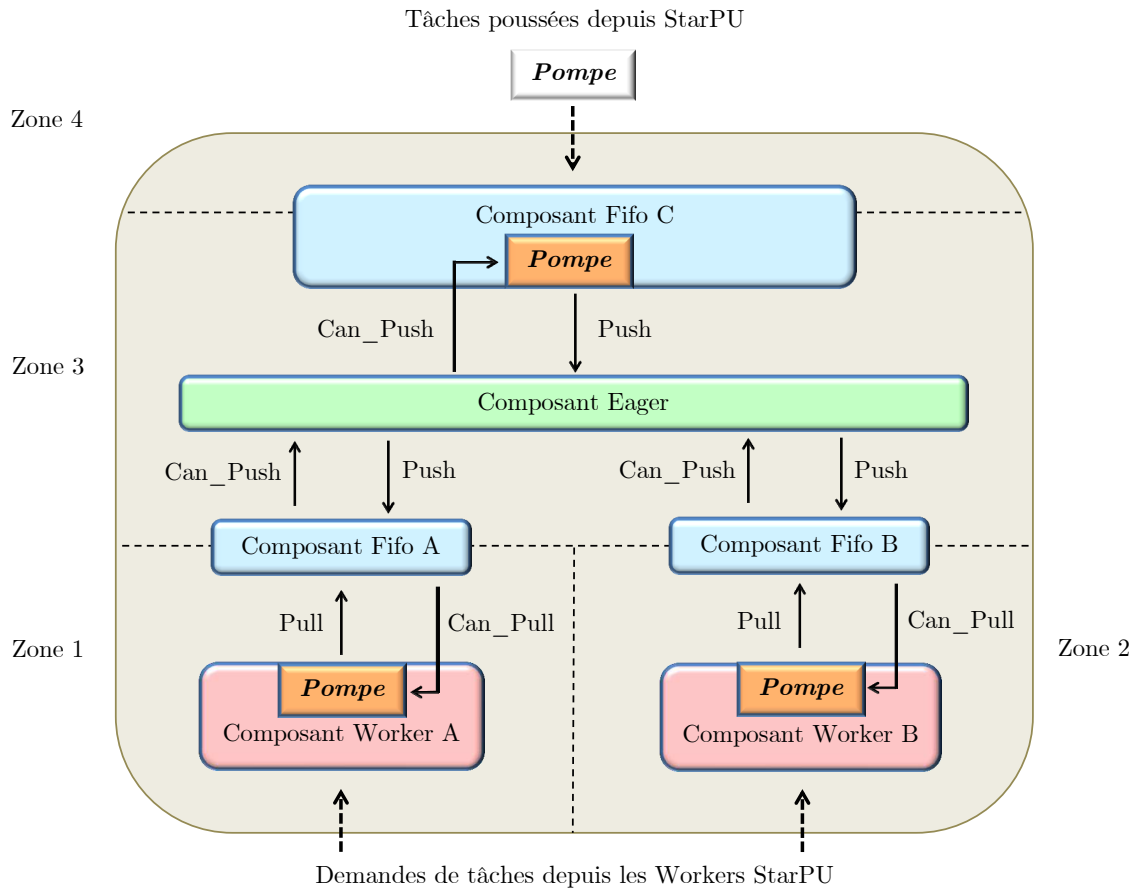 Tâches poussées depuis StarPU
Pompe
Zone 4
Composant Fifo C
Pompe
Can_Push
Push
Zone 3
Composant Eager
Can_Push
Push
Can_Push
Push
Composant Fifo A
Composant Fifo B
Pull
Can_Pull
Pull
Can_Pull
Zone 1
Zone 2
Pompe
Pompe
Composant Worker A
Composant Worker B
Demandes de tâches depuis les Workers StarPU